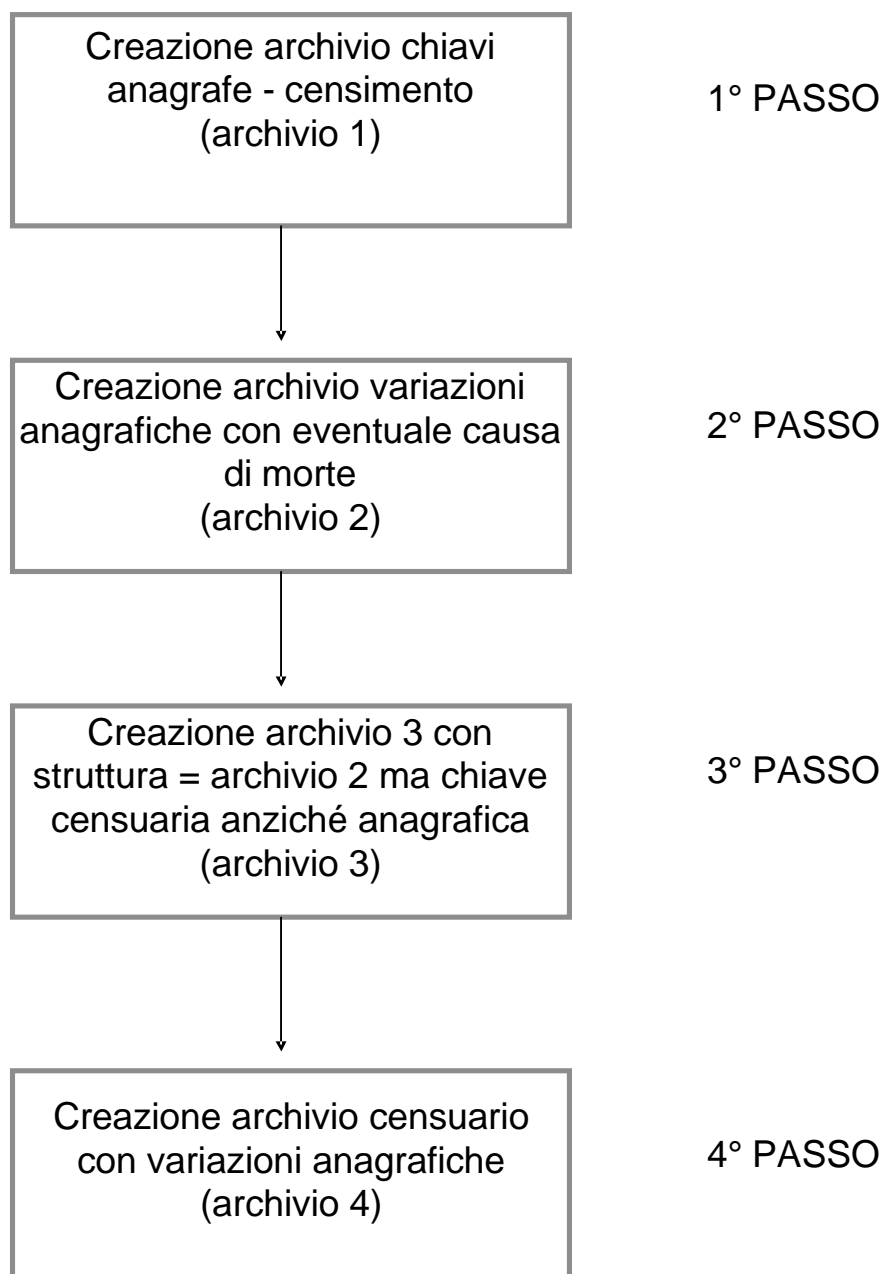 Creazione archivio chiavi
anagrafe - censimento
(archivio 1)
1° PASSO
Creazione archivio variazioni
anagrafiche con eventuale causa
di morte
(archivio 2)
2° PASSO
Creazione archivio 3 con
struttura = archivio 2 ma chiave
censuaria anziché anagrafica
(archivio 3)
3° PASSO
Creazione archivio censuario
con variazioni anagrafiche
(archivio 4)
4° PASSO